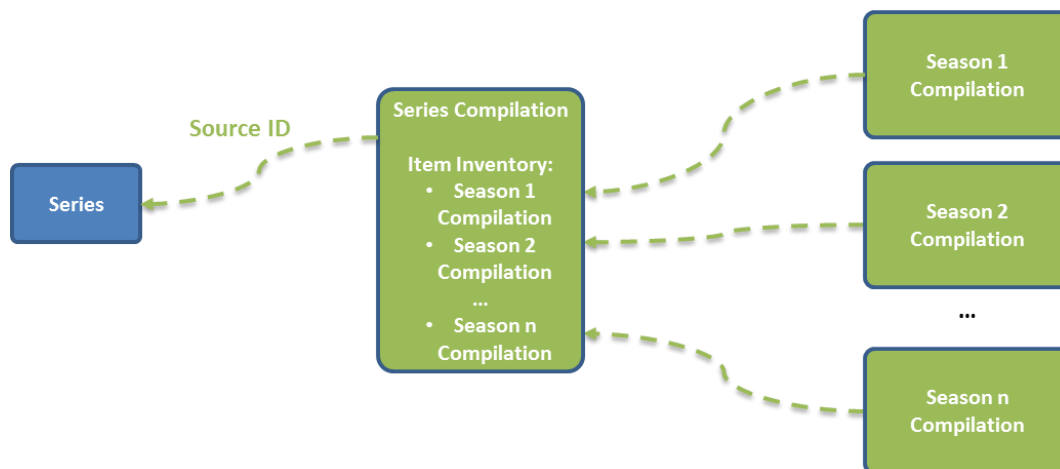 Series
Source ID
Series Compilation
Item Inventory:
• Season 1
Compilation
• Season 2
Compilation
...
• Season n
Compilation
Season 1
Compilation
Season 2
Compilation
...
Season n
Compilation